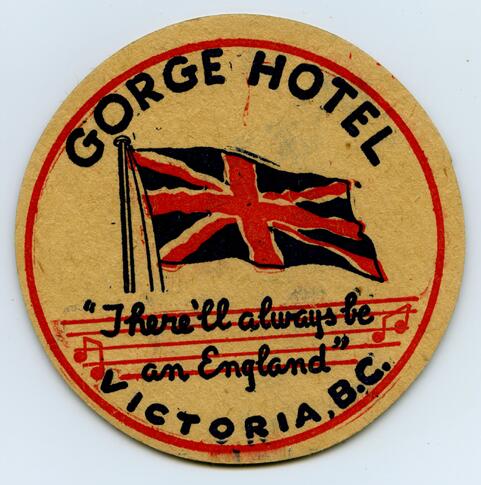 GORGE HOTEL
"There'll always be
an England"
VICTORIA, B.C.